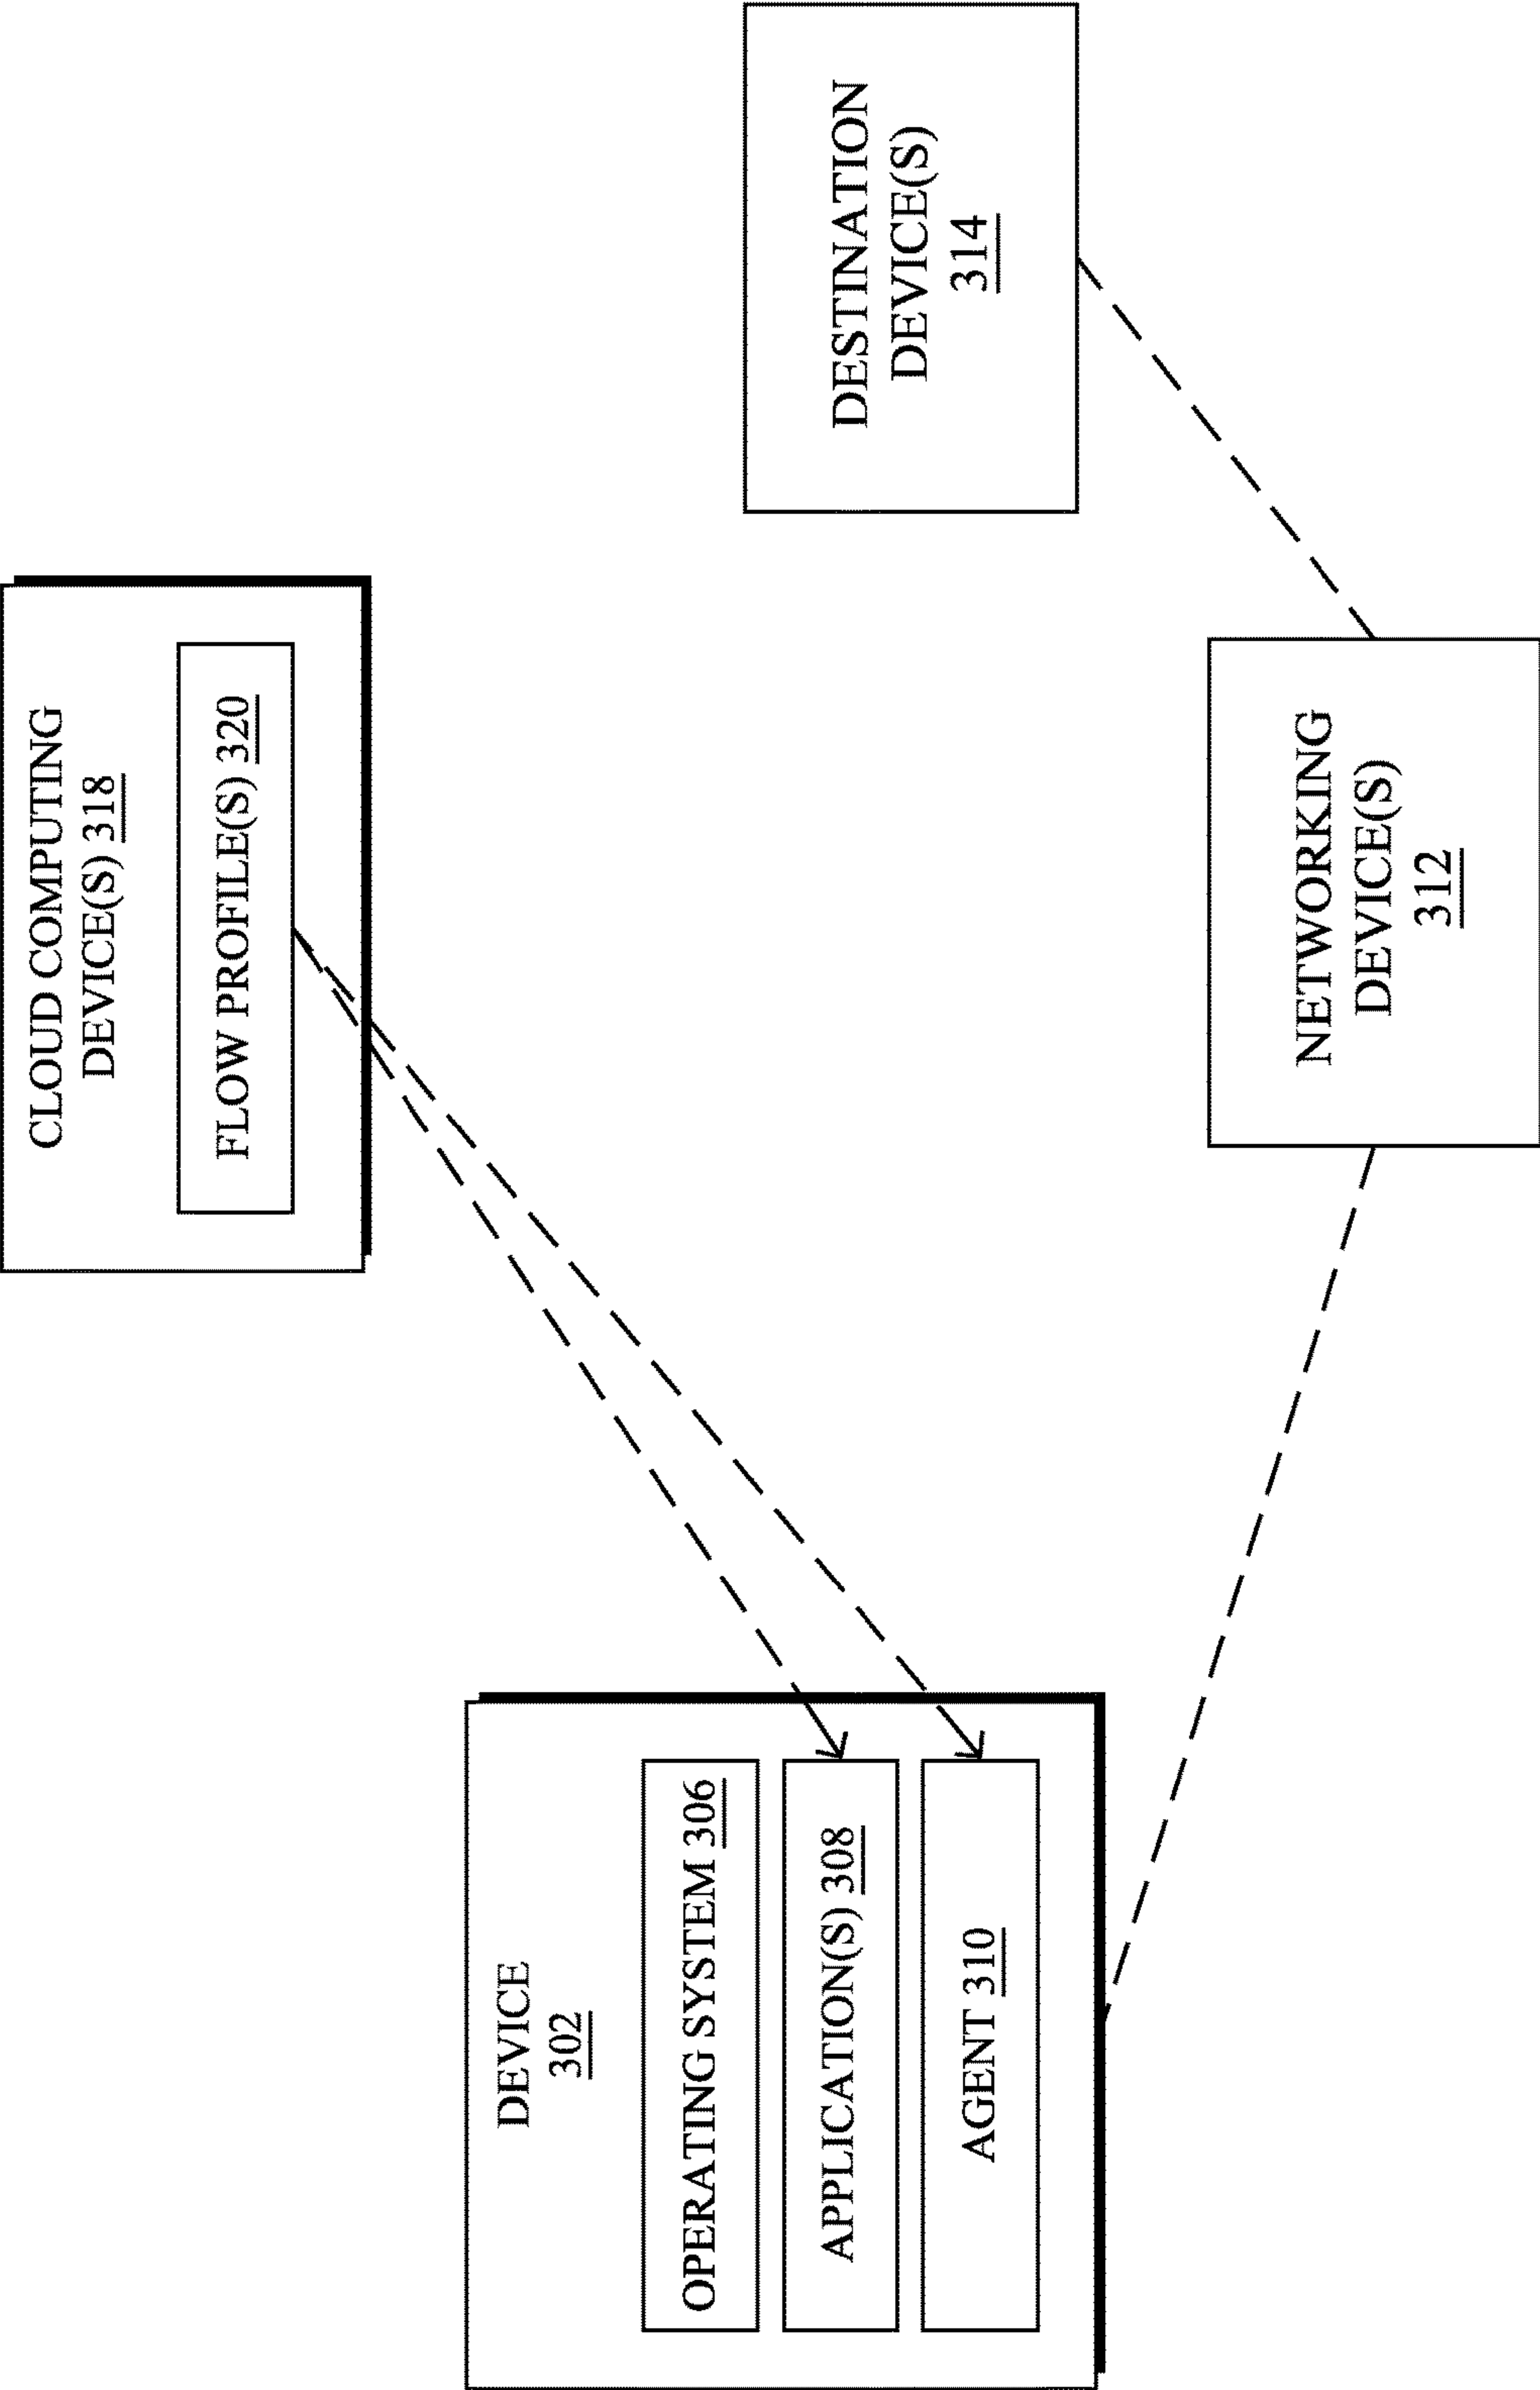 CLOUD COMPUTING
DEVICE(S) 318
FLOW PROFILE(S) 320
DEVICE
302
OPERATING SYSTEM 306
APPLICATION(S) 308
AGENT 310
DESTINATION
DEVICE(S)
314
NETWORKING
DEVICE(S)
312